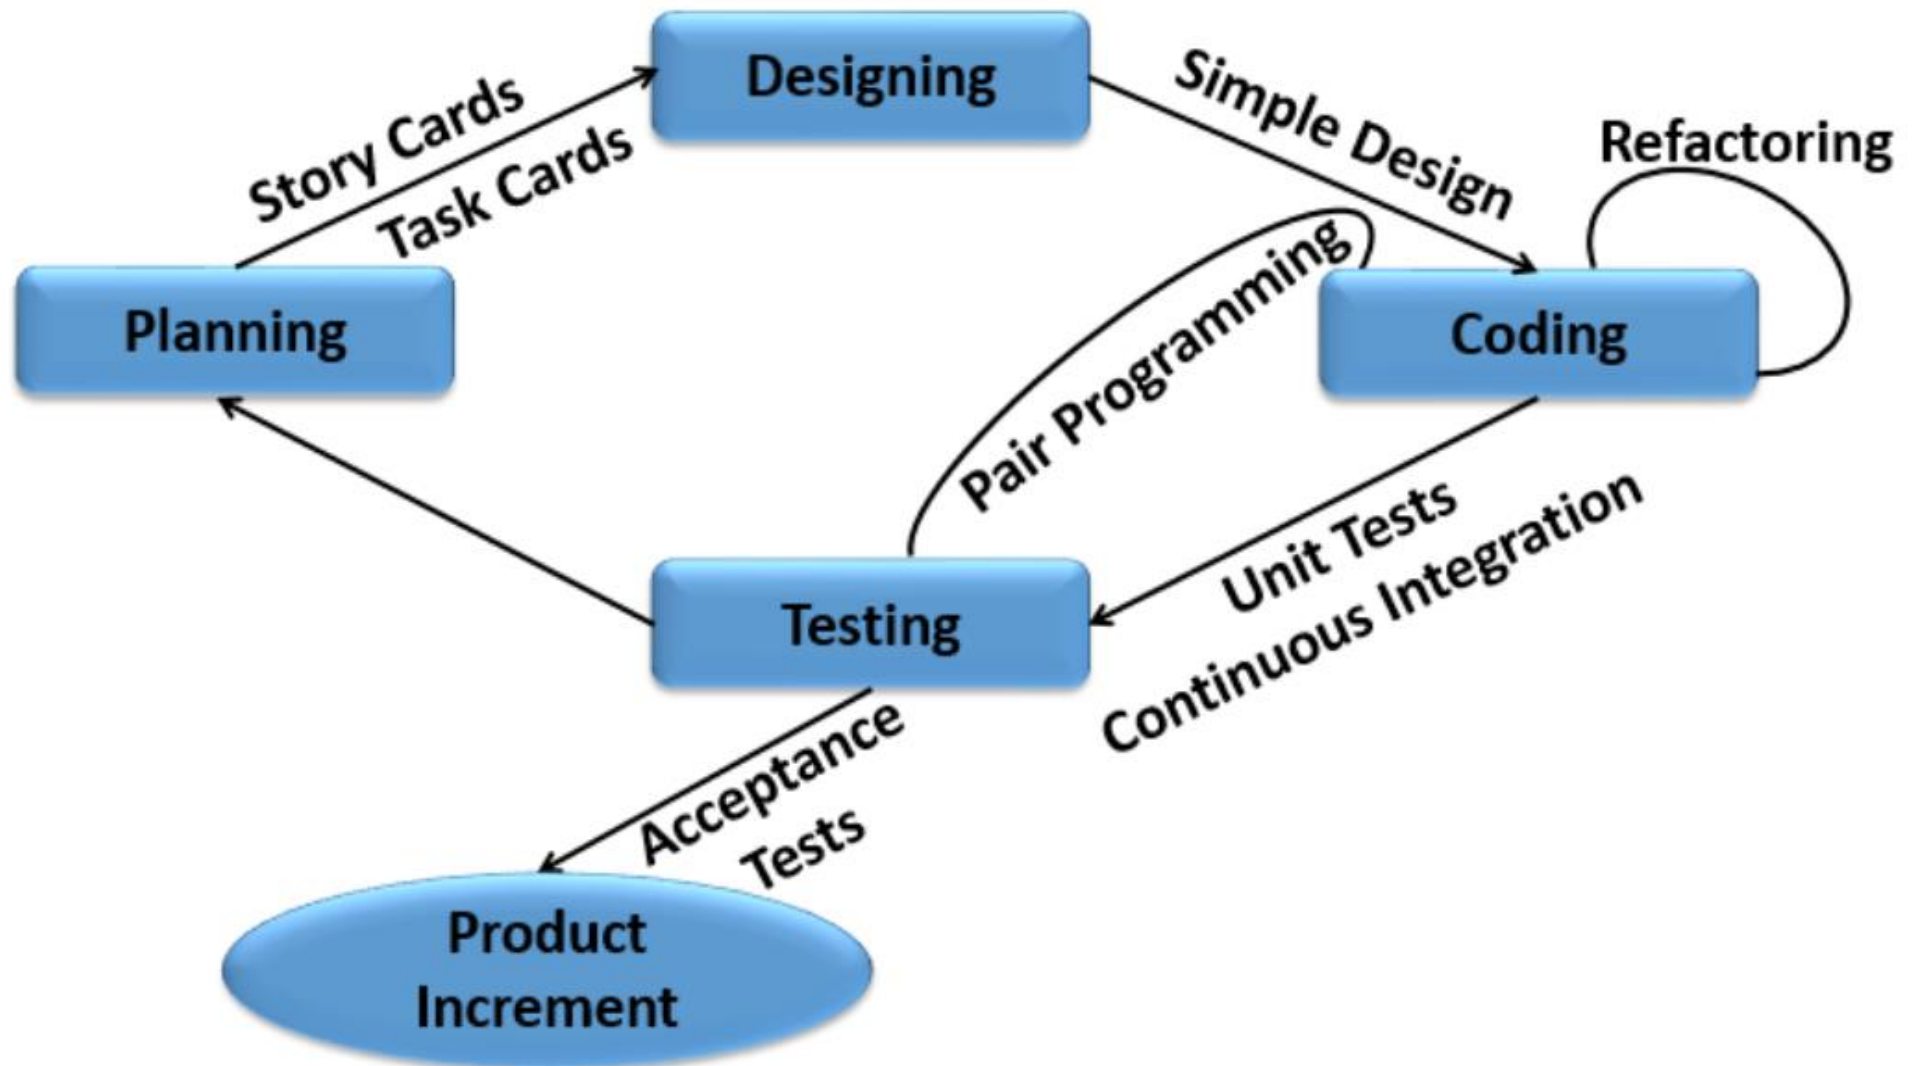 Designing
Story Cards
Task Cards
Simple Design
Refactoring
Planning
Coding
Pair Programming
Unit Tests
Continuous Integration
Testing
Acceptance
Tests
Product
Increment